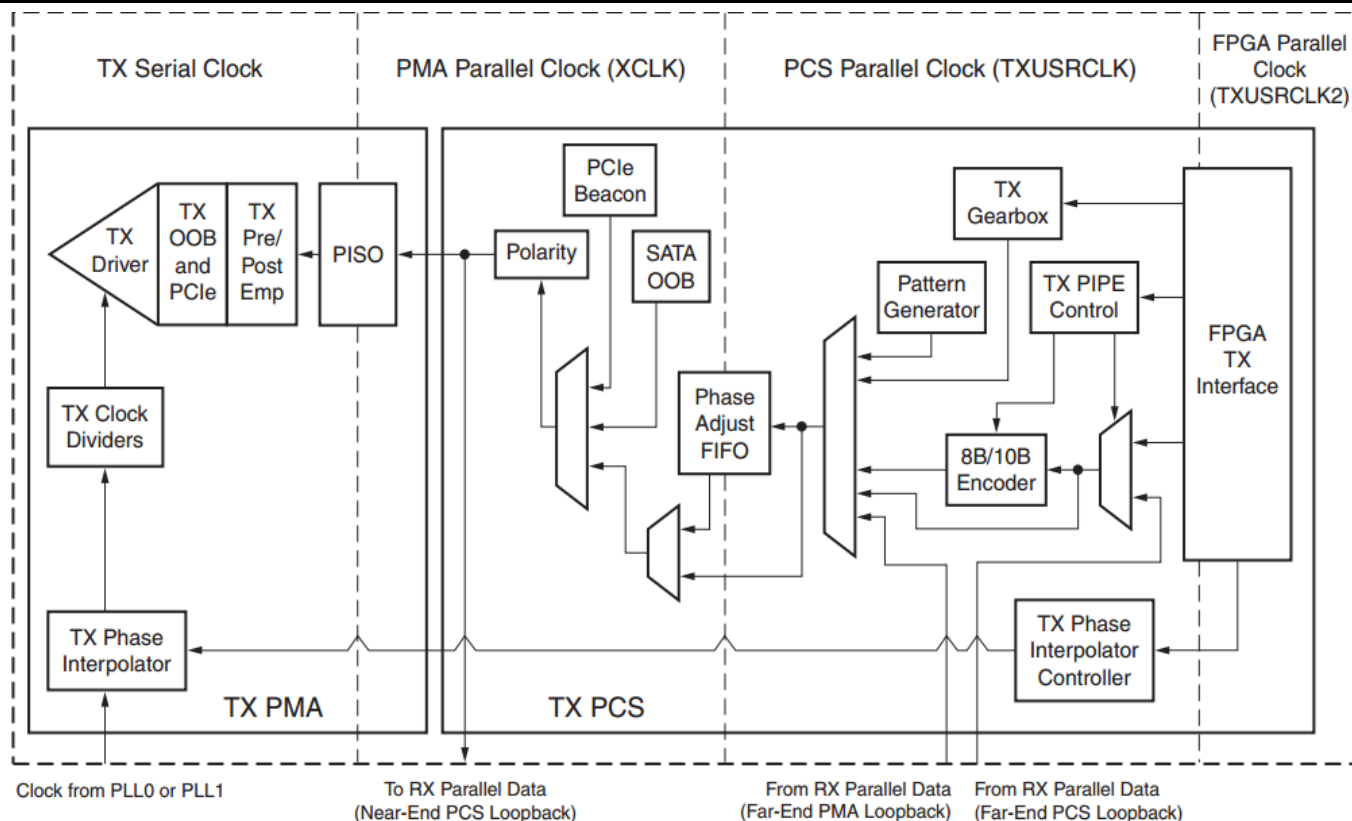 TX Serial Clock
PMA Parallel Clock (XCLK)
PCS Parallel Clock (TXUSRCLK)
FPGA Parallel
Clock
(TXUSRCLK2)
TX
Driver
TX
OOB
and
PCIe
TX
Pre/
Post
Emp
PISO
Polarity
PCIe
Beacon
SATA
OOB
TX
Gearbox
Pattern
Generator
TX PIPE
Control
FPGA
TX
Interface
TX Clock
Dividers
Phase
Adjust
FIFO
8B/10B
Encoder
TX Phase
Interpolator
TX Phase
Interpolator
Controller
TX PMA
TX PCS
Clock from PLL0 or PLL1
To RX Parallel Data
(Near-End PCS Loopback)
From RX Parallel Data
(Far-End PMA Loopback)
From RX Parallel Data
(Far-End PCS Loopback)